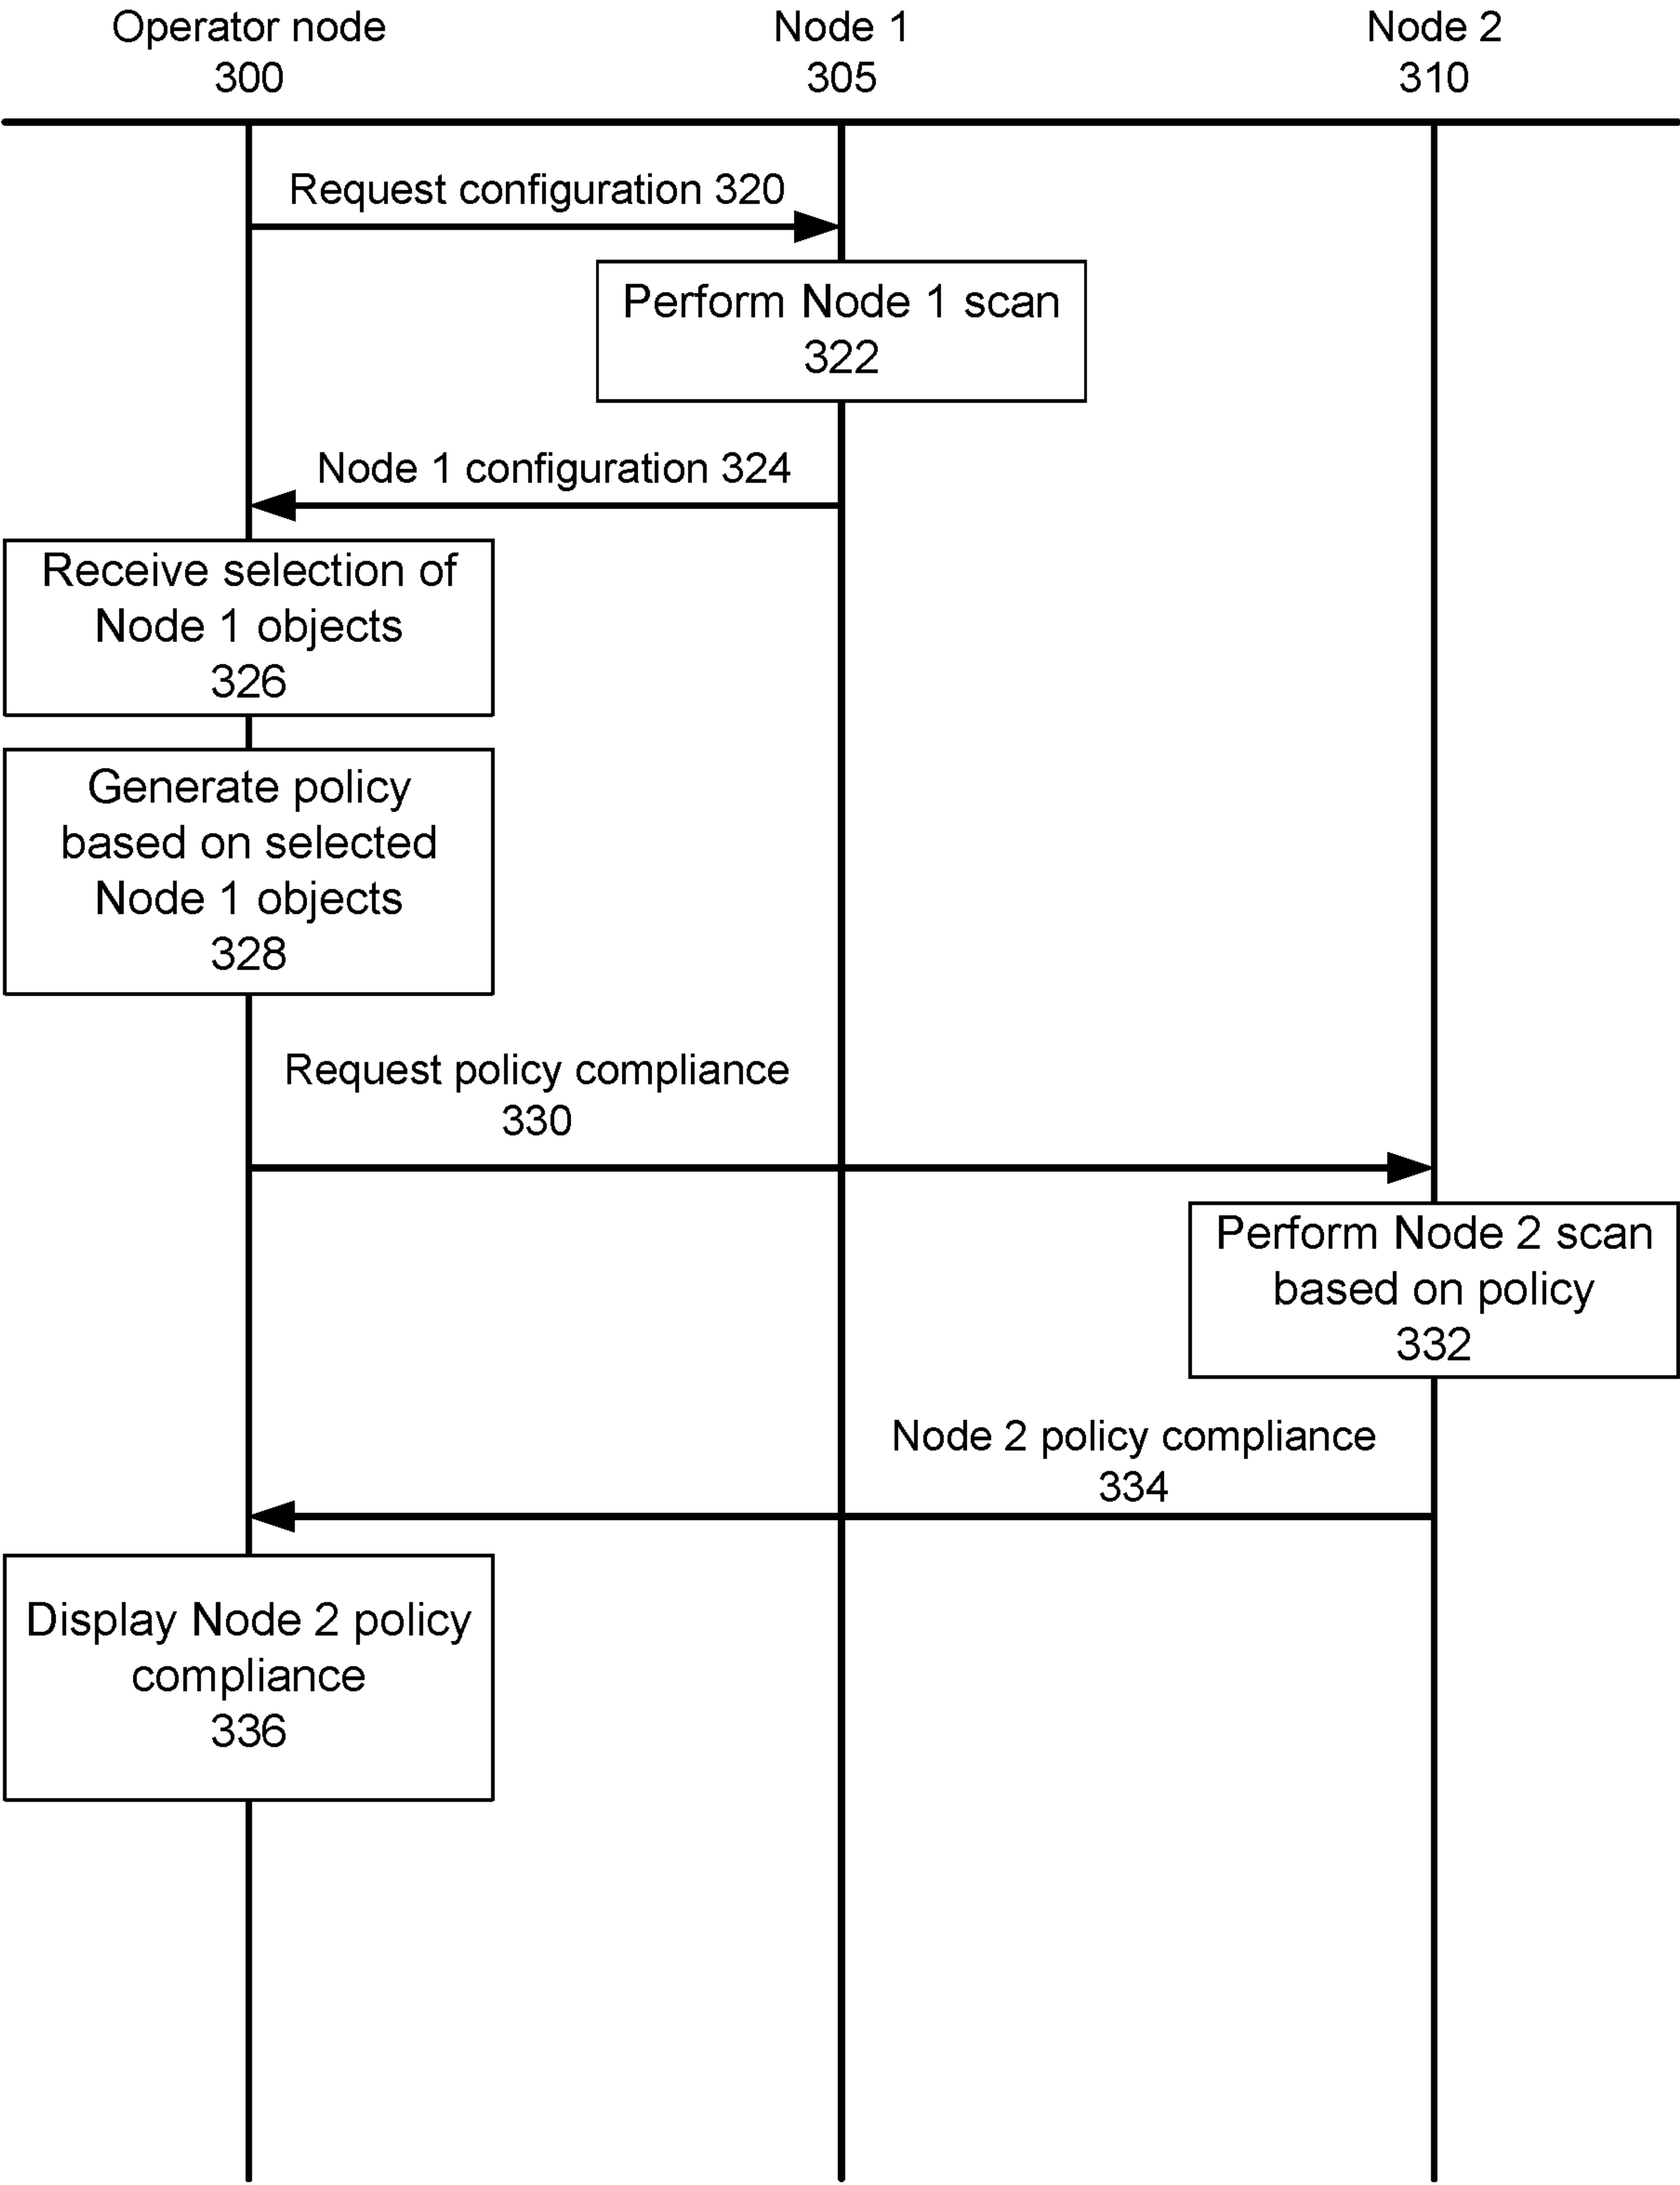 Operator node
300
Node 1
305
Node 2
310
Request configuration 320
Perform Node 1 scan
322
Node 1 configuration 324
Receive selection of
Node 1 objects
326
Generate policy
based on selected
Node 1 objects
328
Request policy compliance
330
Perform Node 2 scan
based on policy
332
Node 2 policy compliance
334
Display Node 2 policy
compliance
336